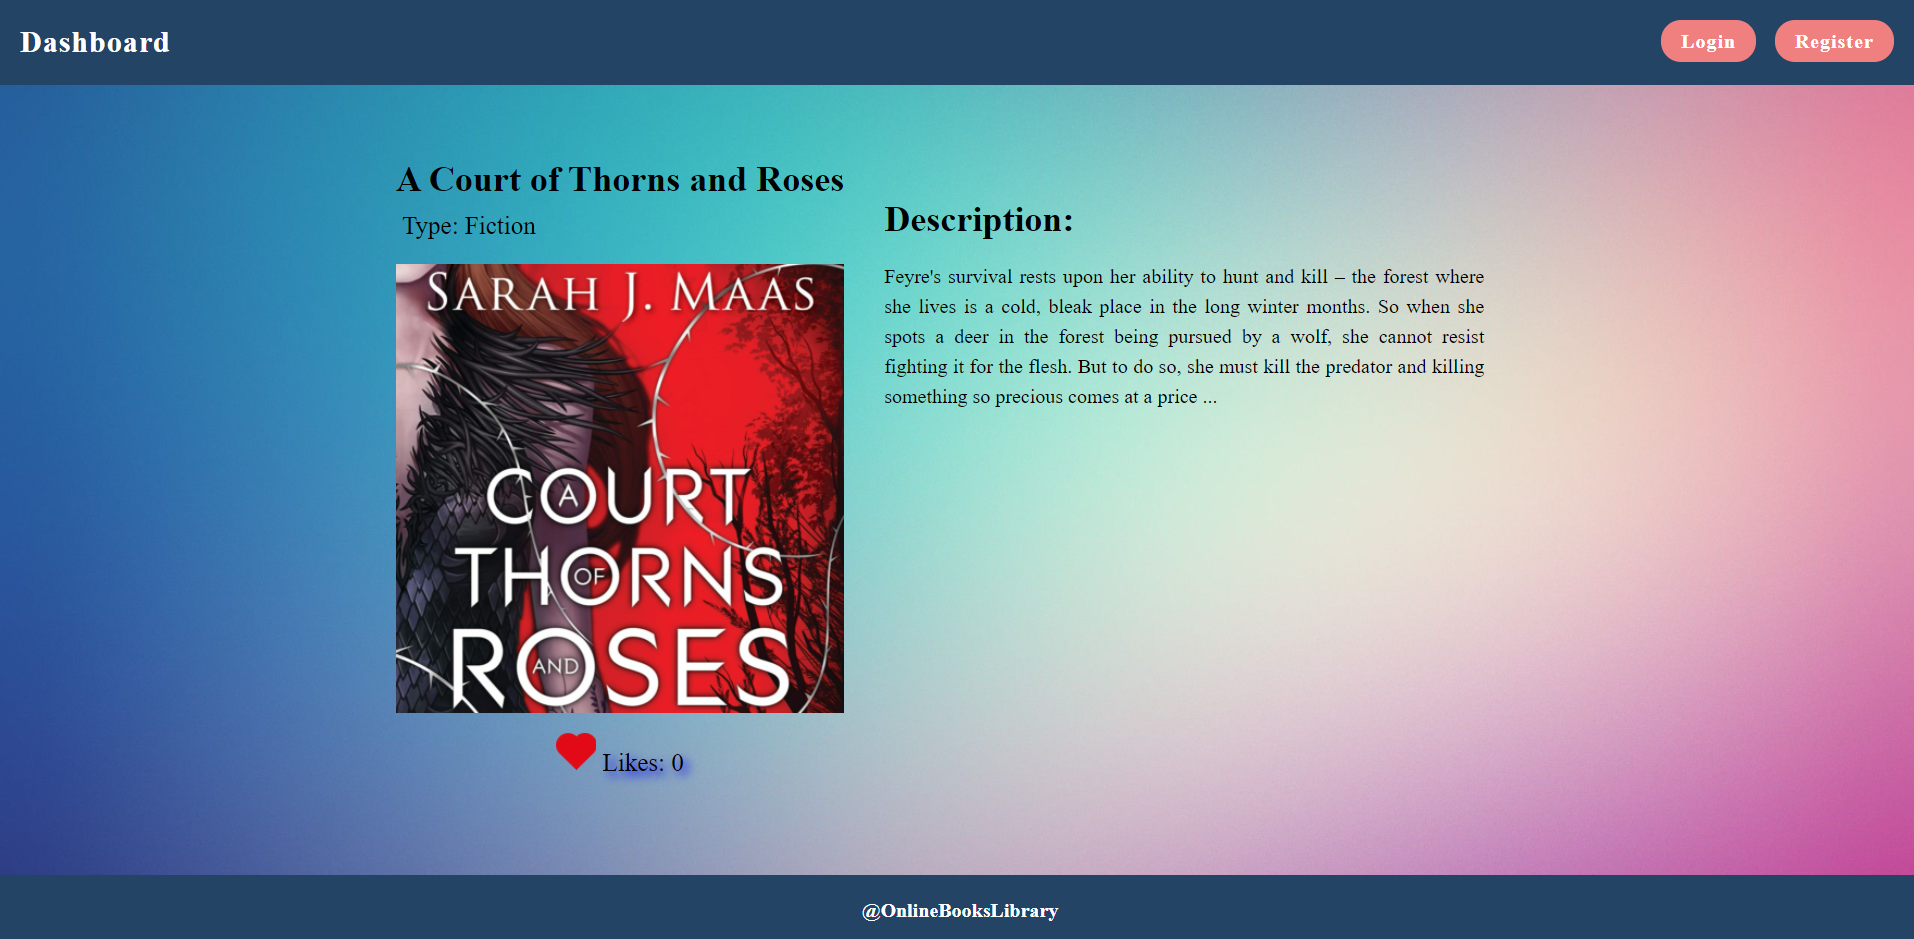 Dashboard
Login
Register
A Court of Thorns and Roses
Type: Fiction
SARAH J. MAAS
A COURT
THORNS
OF
ROSES
AND
Likes: 0
Description:
Feyre's survival rests upon her ability to hunt and kill – the forest where
she lives is a cold, bleak place in the long winter months. So when she
spots a deer in the forest being pursued by a wolf, she cannot resist
fighting it for the flesh. But to do so, she must kill the predator and killing
something so precious comes at a price ...
@OnlineBooksLibrary